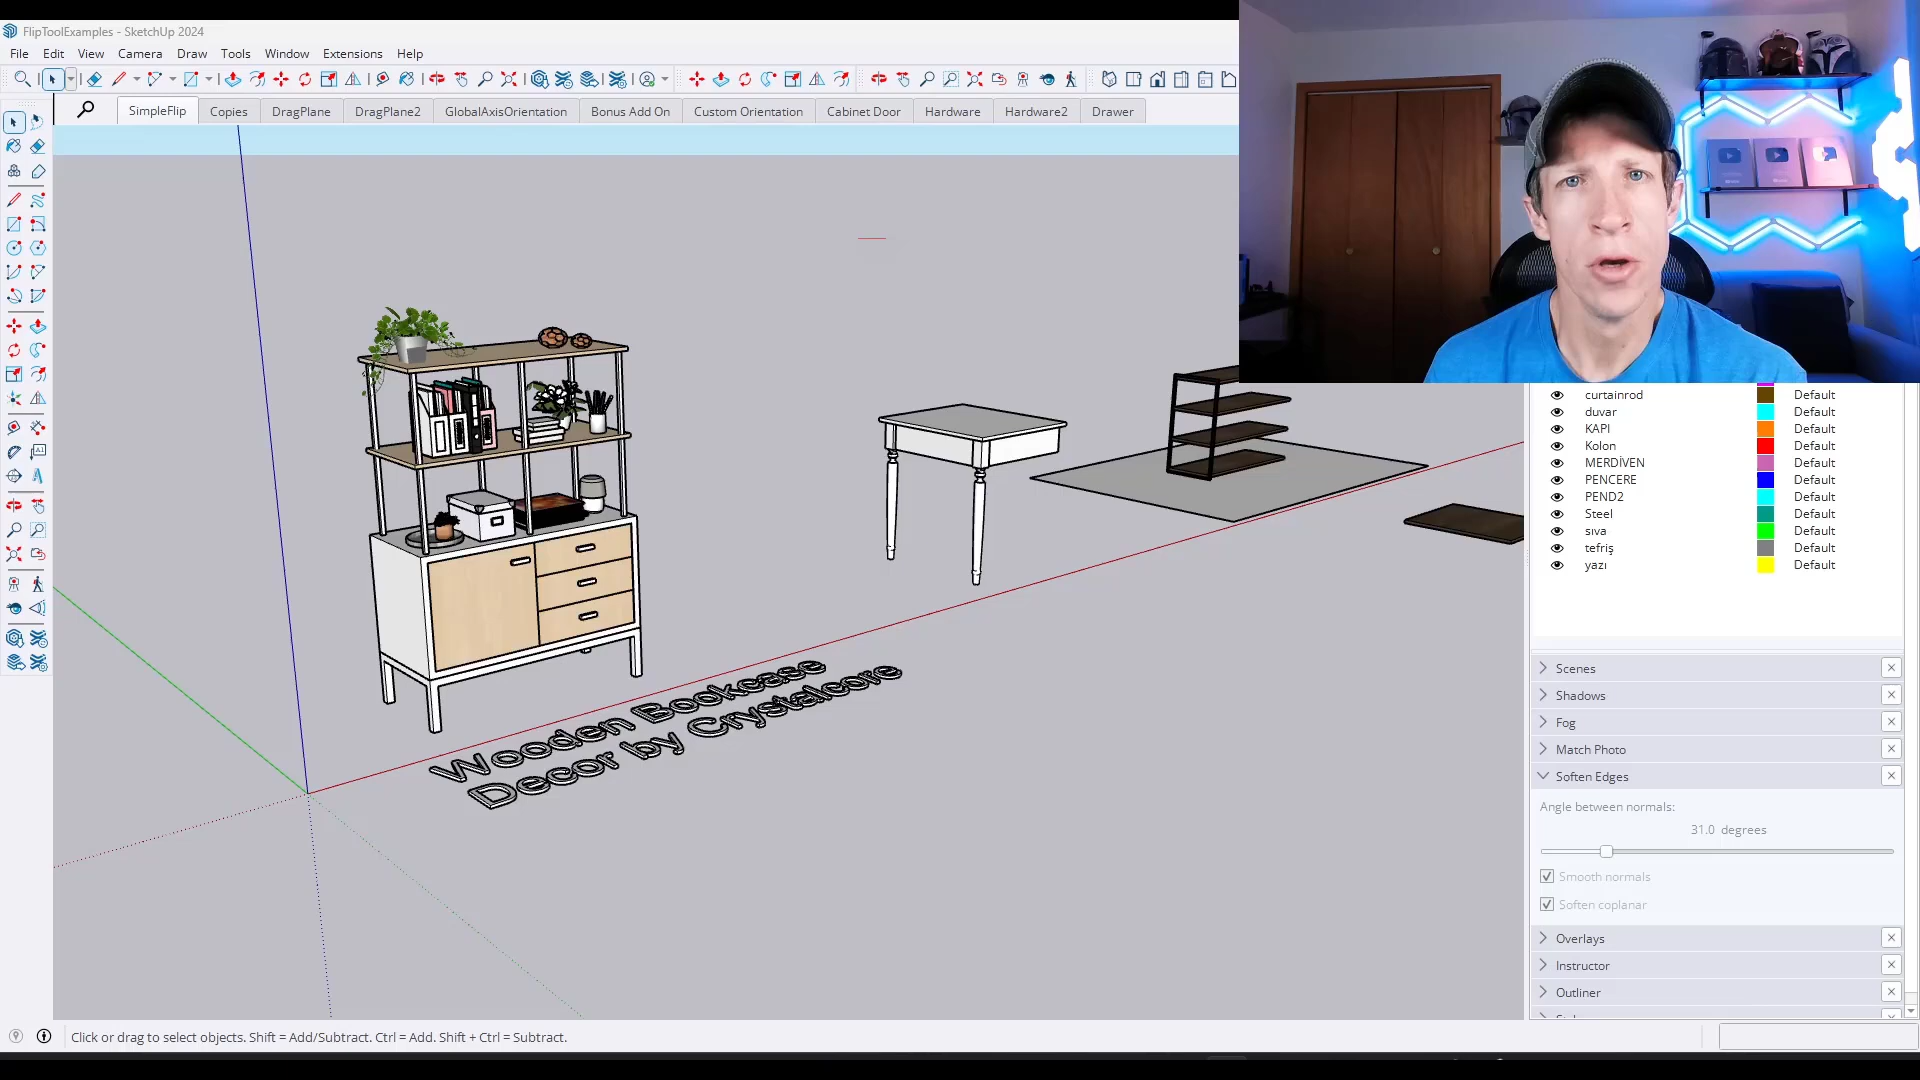 FlipToolExamples - SketchUp 2024
File Edit View Camera Draw Tools Window Extensions Help
SimpleFlip Copies DragPlane DragPlane2 GlobalAxisOrientation Bonus Add On Custom Orientation Cabinet Door Hardware Hardware2 Drawer
curtainrod Default
duvar Default
KAPI Default
Kolon Default
MERDİVEN Default
PENCERE Default
PEND2 Default
Steel Default
sıva Default
tefriş Default
yazı Default
Wooden Bookcase
Decor by Crystalcore
Scenes
Shadows
Fog
Match Photo
Soften Edges
Angle between normals:
31.0 degrees
Smooth normals
Soften coplanar
Overlays
Instructor
Outliner
Click or drag to select objects. Shift = Add/Subtract. Ctrl = Add. Shift + Ctrl = Subtract.